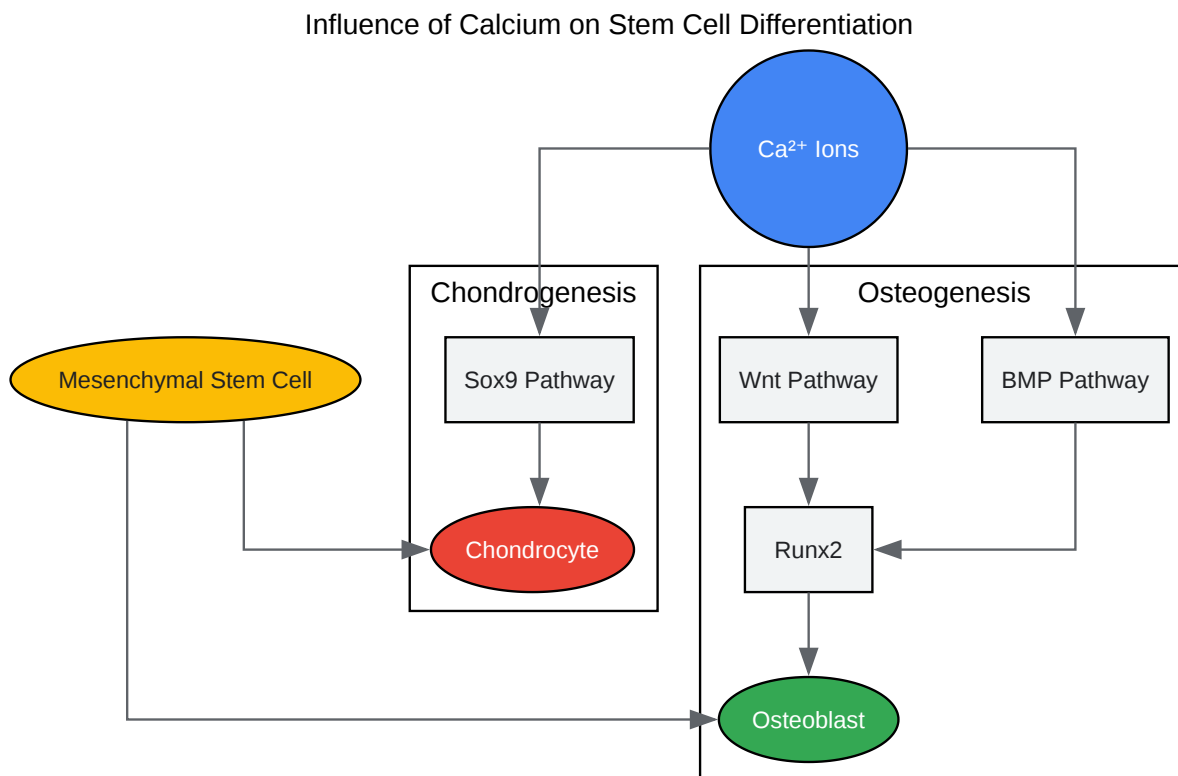 Influence of Calcium on Stem Cell Differentiation
Ca²⁺ Ions
Chondrogenesis
Osteogenesis
Mesenchymal Stem Cell
Sox9 Pathway
Wnt Pathway
BMP Pathway
Chondrocyte
Runx2
Osteoblast